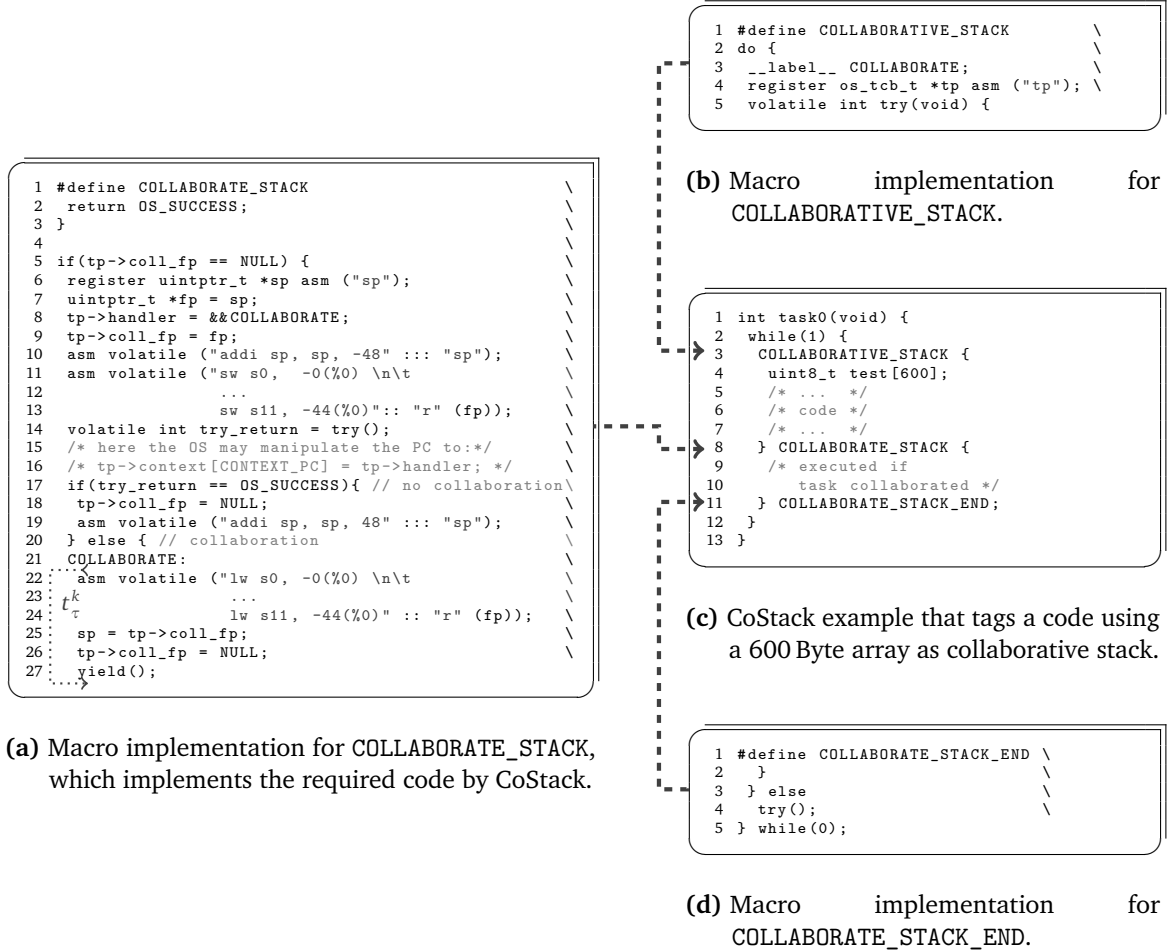 1 #define COLLABORATIVE_STACK \
2 do { \
3 __label__ COLLABORATE; \
4 register os_tcb_t *tp asm ("tp"); \
5 volatile int try(void) {
(b) Macro implementation for
COLLABORATIVE_STACK.
1 #define COLLABORATE_STACK \
2 return OS_SUCCESS; \
3 } \
4 \
5 if(tp->coll_fp == NULL) { \
6 register uintptr_t *sp asm ("sp"); \
7 uintptr_t *fp = sp; \
8 tp->handler = &&COLLABORATE; \
9 tp->coll_fp = fp; \
10 asm volatile ("addi sp, sp, -48" ::: "sp"); \
11 asm volatile ("sw s0, -0(%0) \n\t \
12 ... \
13 sw s11, -44(%0)":: "r" (fp)); \
14 volatile int try_return = try(); \
15 /* here the OS may manipulate the PC to:*/ \
16 /* tp->context[CONTEXT_PC] = tp->handler; */ \
17 if(try_return == OS_SUCCESS){ // no collaboration\
18 tp->coll_fp = NULL; \
19 asm volatile ("addi sp, sp, 48" ::: "sp"); \
20 } else { // collaboration \
21 COLLABORATE: \
22 asm volatile ("lw s0, -0(%0) \n\t \
23 ... \
24 lw s11, -44(%0)" :: "r" (fp)); \
25 sp = tp->coll_fp; \
26 tp->coll_fp = NULL; \
27 yield();
t_τ^k
(a) Macro implementation for COLLABORATE_STACK,
which implements the required code by CoStack.
1 int task0(void) {
2 while(1) {
3 COLLABORATIVE_STACK {
4 uint8_t test[600];
5 /* ... */
6 /* code */
7 /* ... */
8 } COLLABORATE_STACK {
9 /* executed if
10 task collaborated */
11 } COLLABORATE_STACK_END;
12 }
13 }
(c) CoStack example that tags a code using
a 600 Byte array as collaborative stack.
1 #define COLLABORATE_STACK_END \
2 } \
3 } else \
4 try(); \
5 } while(0);
(d) Macro implementation for
COLLABORATE_STACK_END.